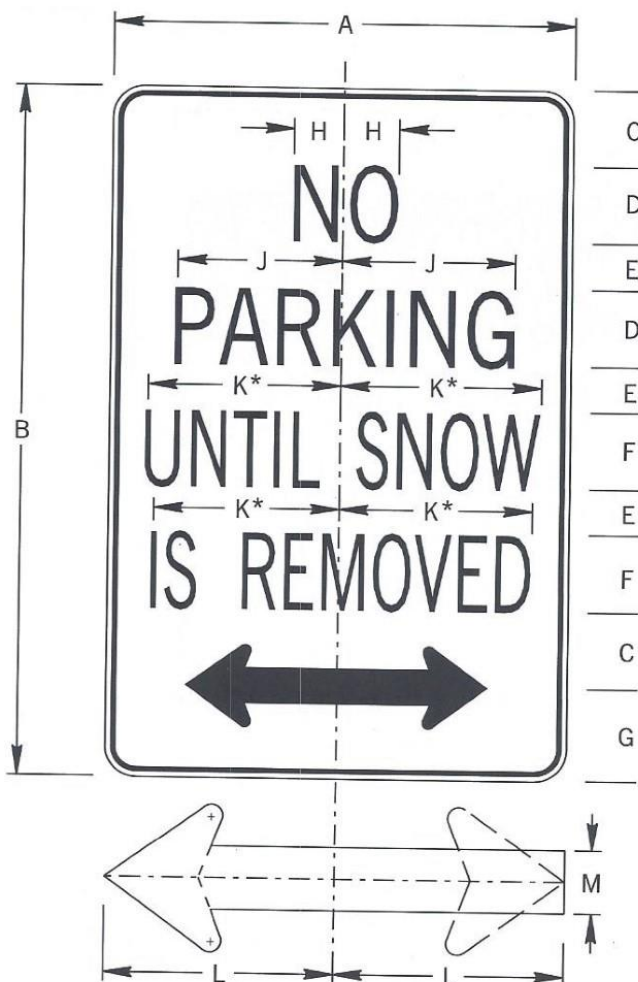 A
C
H H
NO
D
J J
E
PARKING
D
K* K*
E
B
UNTIL SNOW
F
K* K*
E
IS REMOVED
F
C
G
M
L L